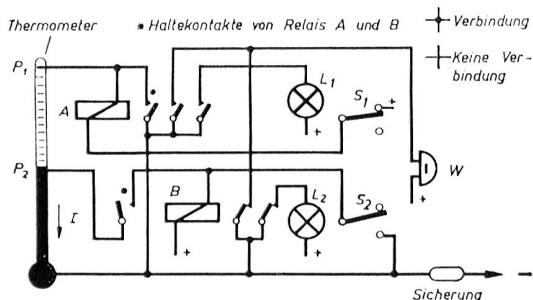 Thermometer
* Haltekontakte von Relais A und B
Verbindung
Keine Ver-
bindung
P1
A
L1
S1
+
+
P2
I
*
*
B
L2
S2
W
+
+
+
Sicherung
−